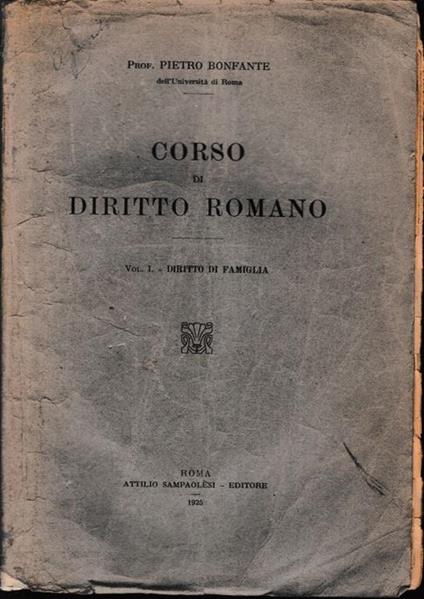 Prof. PIETRO BONFANTE
dell'Università di Roma
CORSO
DI
DIRITTO ROMANO
Vol. I. - DIRITTO DI FAMIGLIA
ROMA
ATTILIO SAMPAOLÈSI - EDITORE
1925